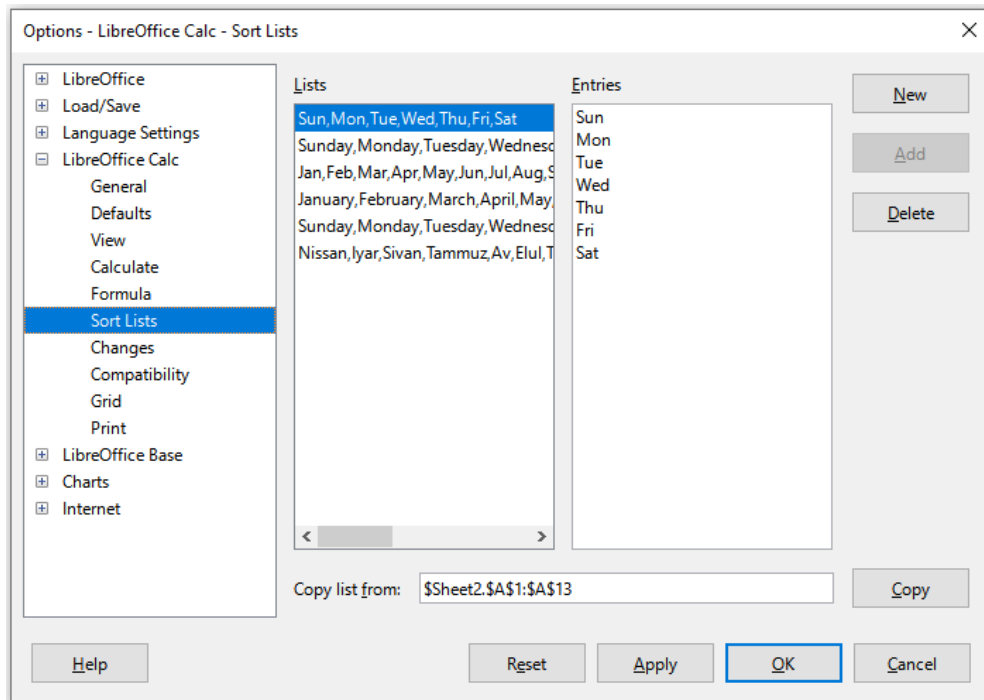 Options - LibreOffice Calc - Sort Lists
LibreOffice
Load/Save
Language Settings
LibreOffice Calc
General
Defaults
View
Calculate
Formula
Sort Lists
Changes
Compatibility
Grid
Print
LibreOffice Base
Charts
Internet
Lists
Sun,Mon,Tue,Wed,Thu,Fri,Sat
Sunday,Monday,Tuesday,Wednesd
Jan,Feb,Mar,Apr,May,Jun,Jul,Aug,S
January,February,March,April,May,
Sunday,Monday,Tuesday,Wednesd
Nissan,Iyar,Sivan,Tammuz,Av,Elul,T
Entries
Sun
Mon
Tue
Wed
Thu
Fri
Sat
New
Add
Delete
Copy list from: $Sheet2.$A$1:$A$13
Copy
Help
Reset
Apply
OK
Cancel